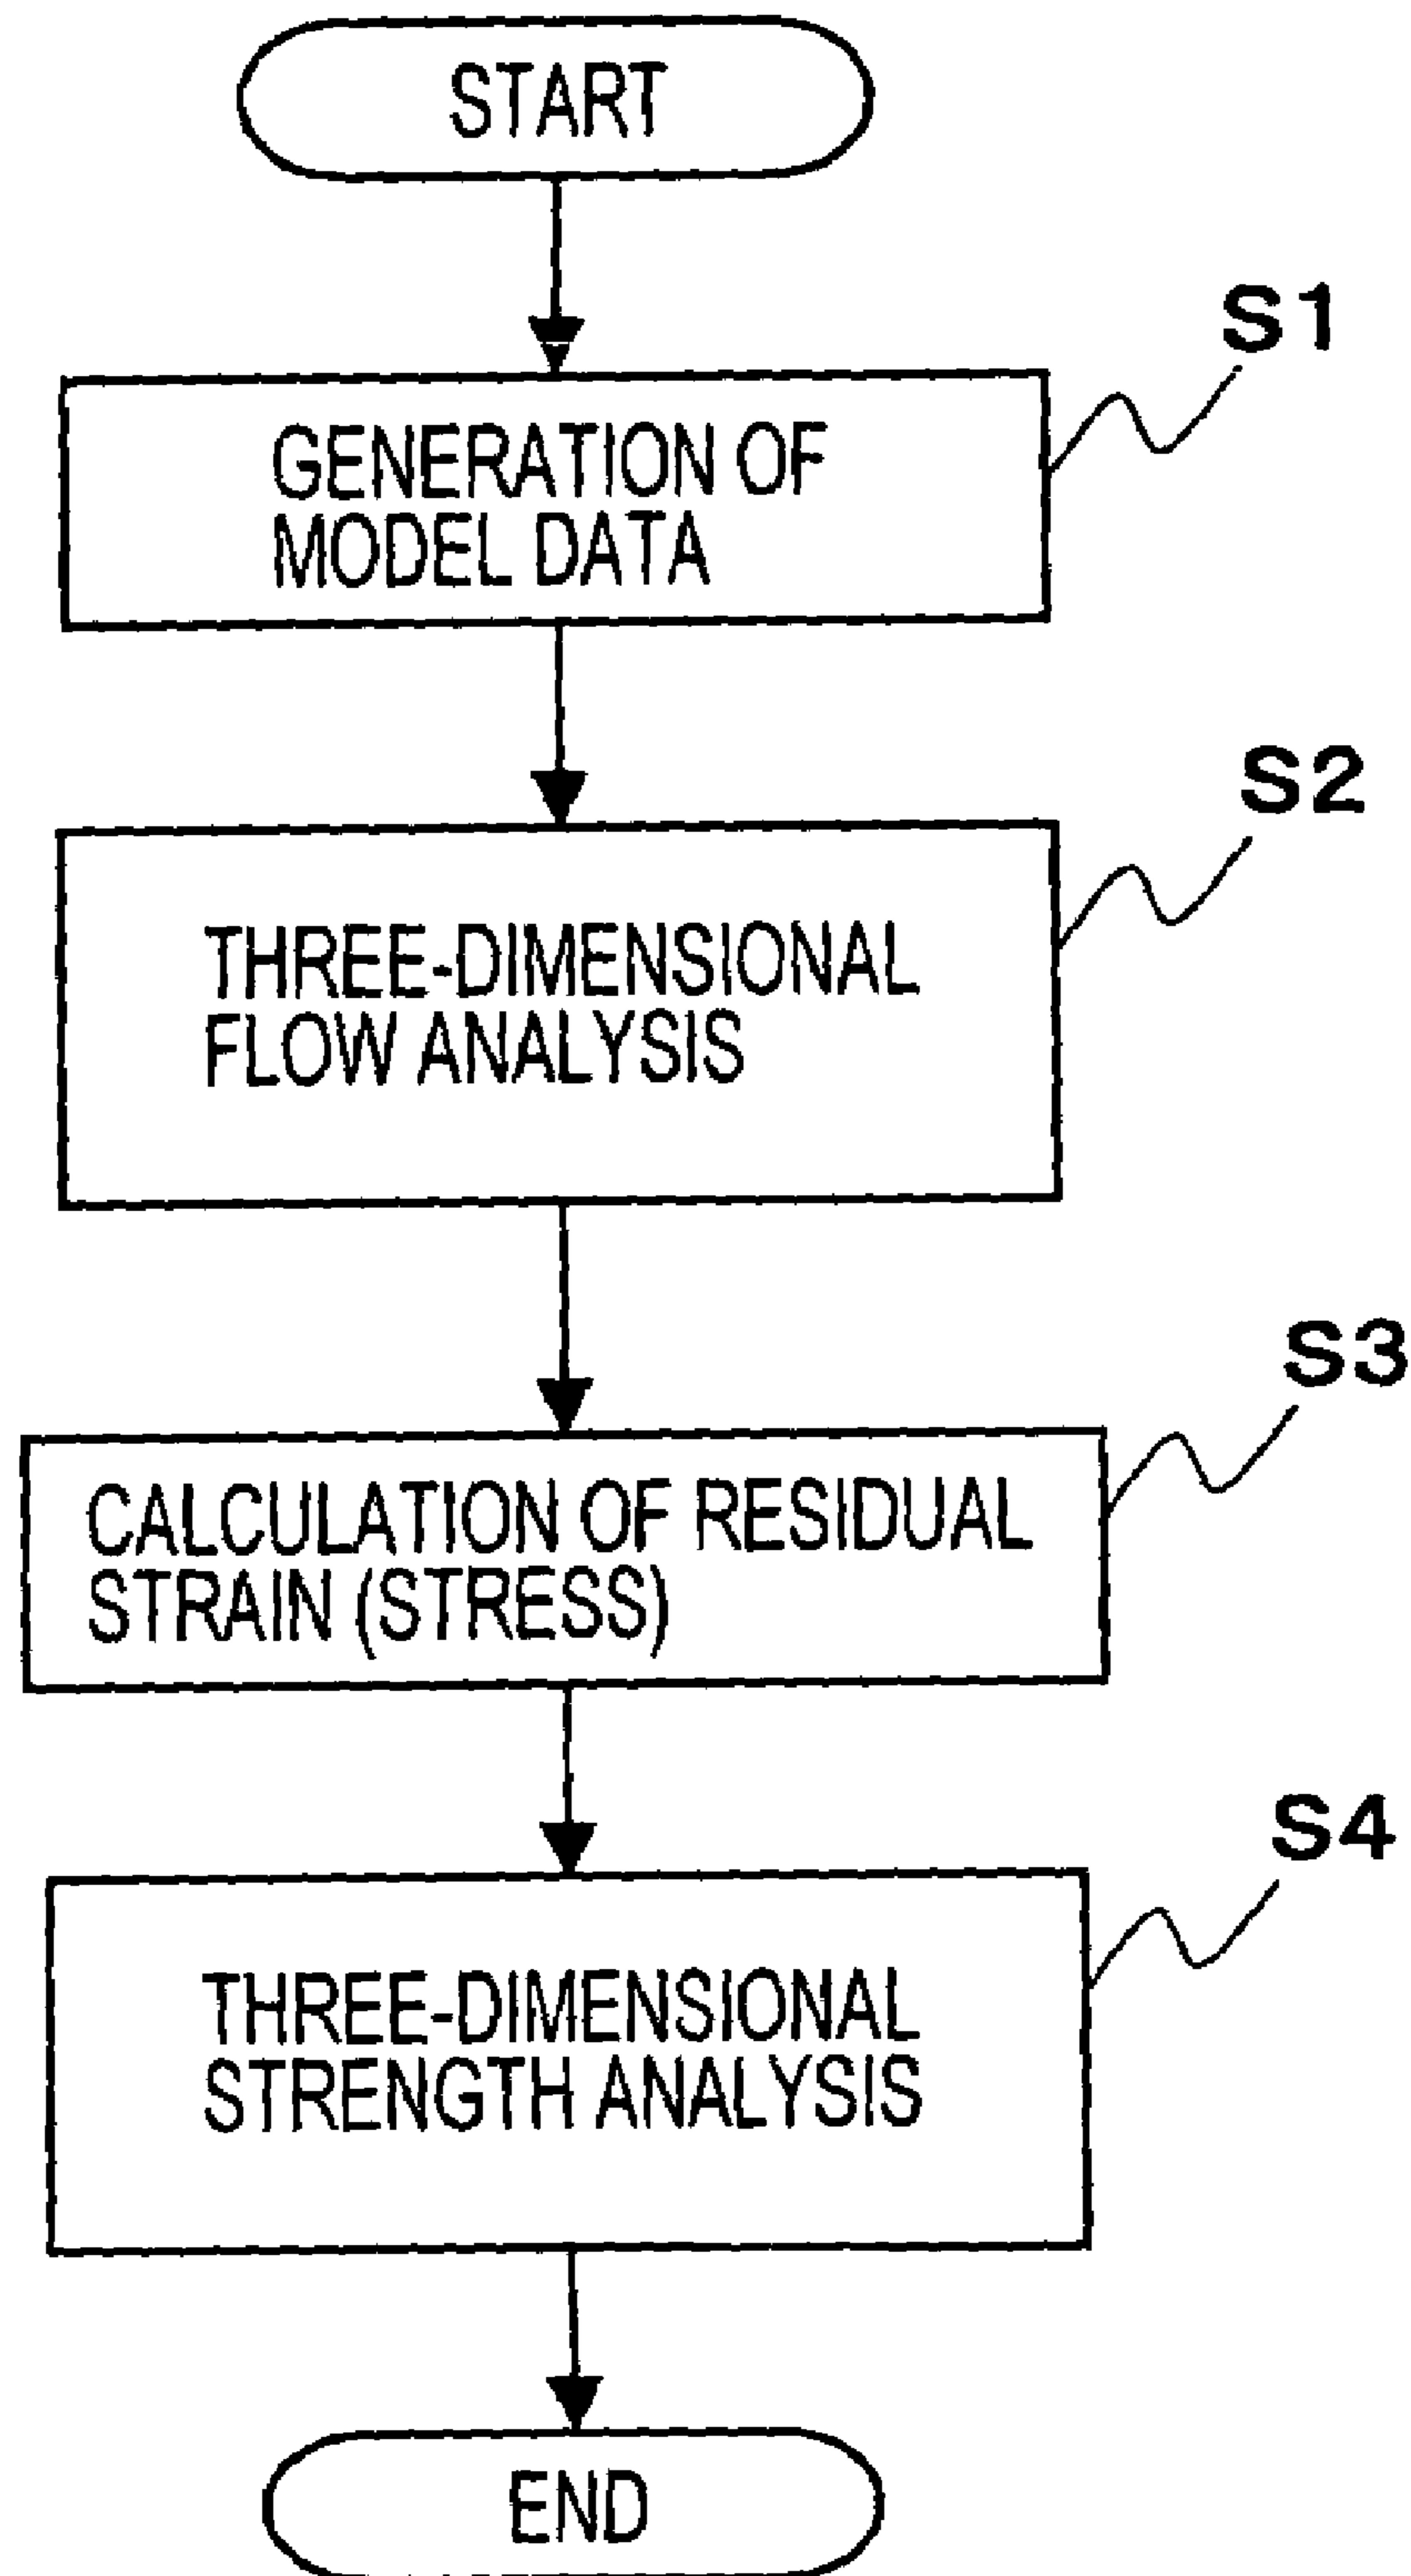 START
S1
GENERATION OF
MODEL DATA
S2
THREE-DIMENSIONAL
FLOW ANALYSIS
S3
CALCULATION OF RESIDUAL
STRAIN (STRESS)
S4
THREE-DIMENSIONAL
STRENGTH ANALYSIS
END